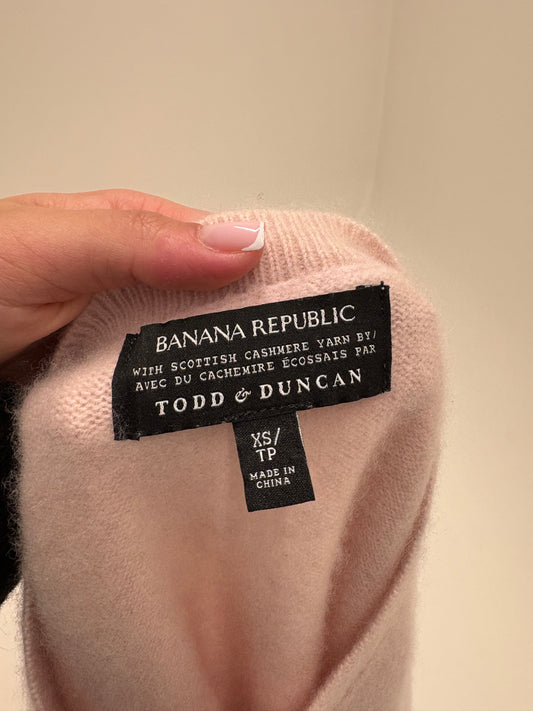 BANANA REPUBLIC
WITH SCOTTISH CASHMERE YARN BY/
AVEC DU CACHEMIRE ÉCOSSAIS PAR
TODD & DUNCAN
XS/
TP
MADE IN
CHINA